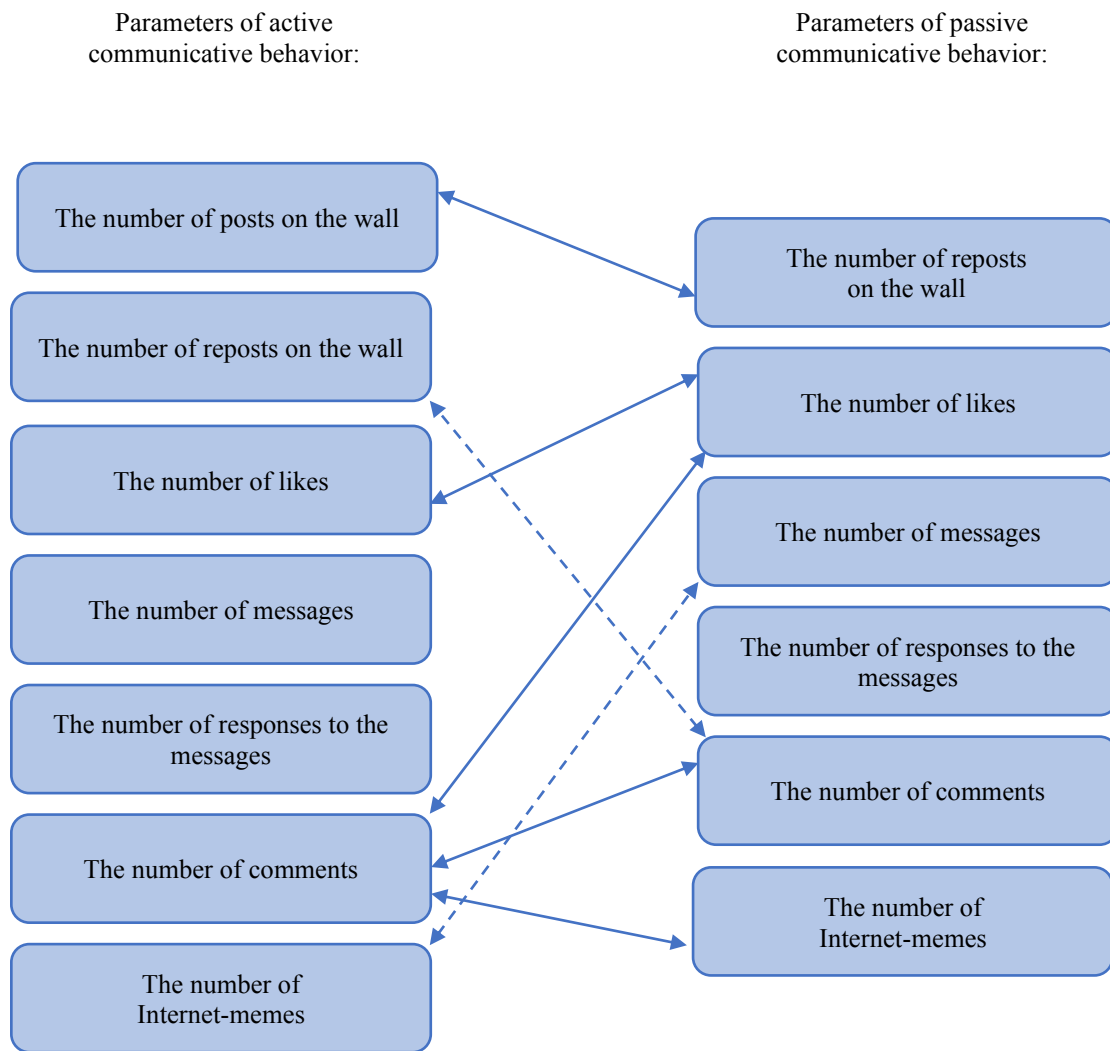 Parameters of active
communicative behavior:
The number of posts on the wall
The number of reposts on the wall
The number of likes
The number of messages
The number of responses to the
messages
The number of comments
The number of
Internet-memes
Parameters of passive
communicative behavior:
The number of reposts
on the wall
The number of likes
The number of messages
The number of responses to the
messages
The number of comments
The number of
Internet-memes